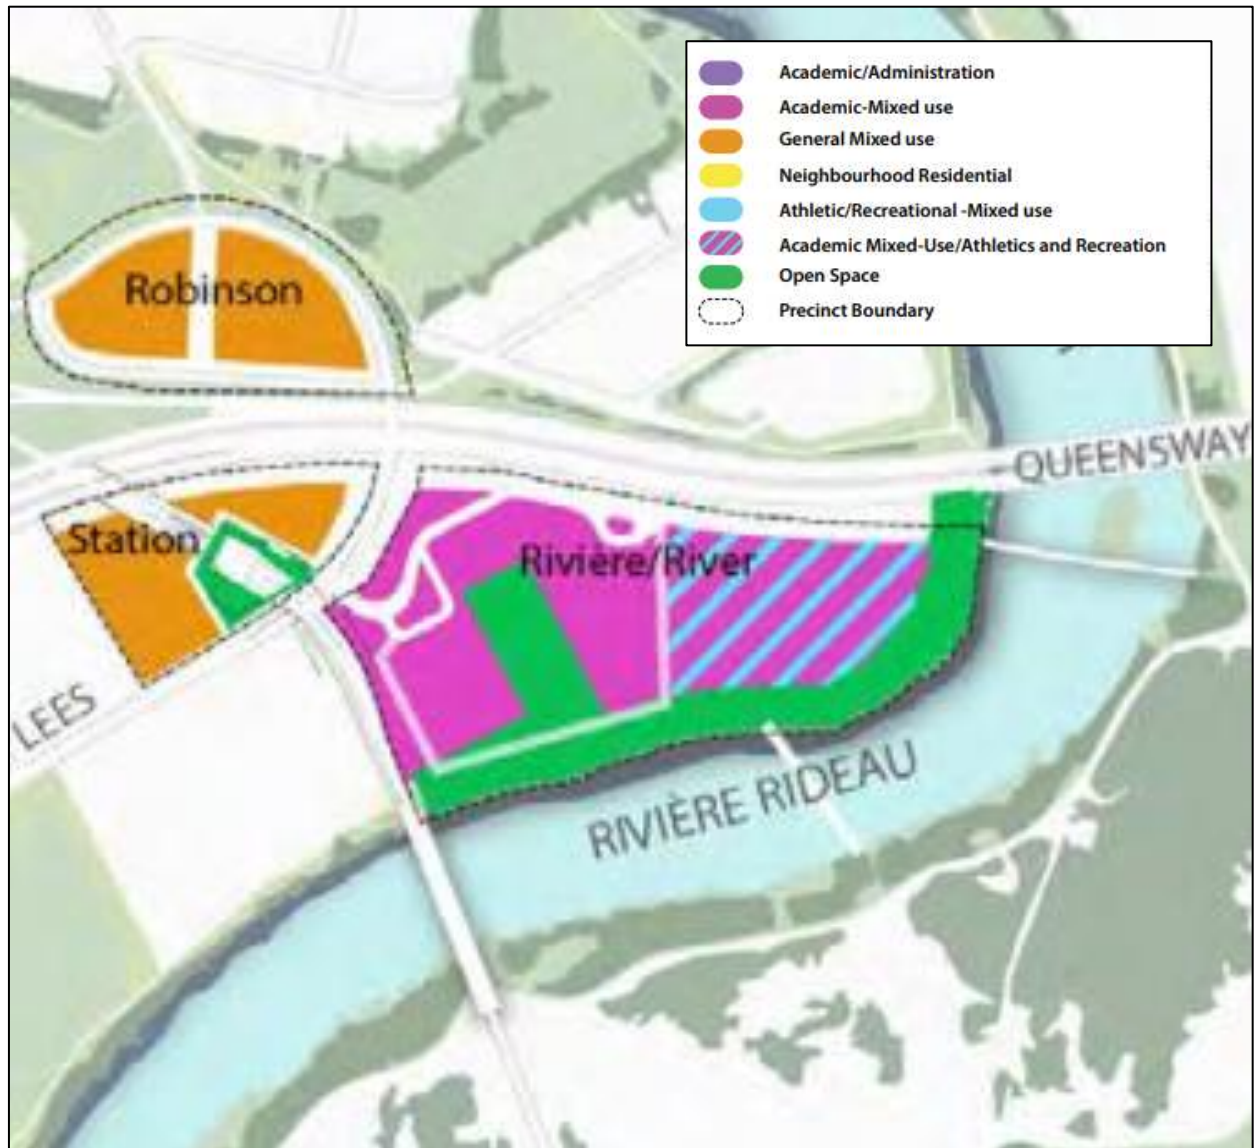 Academic/Administration
Academic-Mixed use
General Mixed use
Neighbourhood Residential
Athletic/Recreational -Mixed use
Academic Mixed-Use/Athletics and Recreation
Open Space
Precinct Boundary
Robinson
QUEENSWAY
Station
Rivière/River
LEES
RIVIÈRE RIDEAU